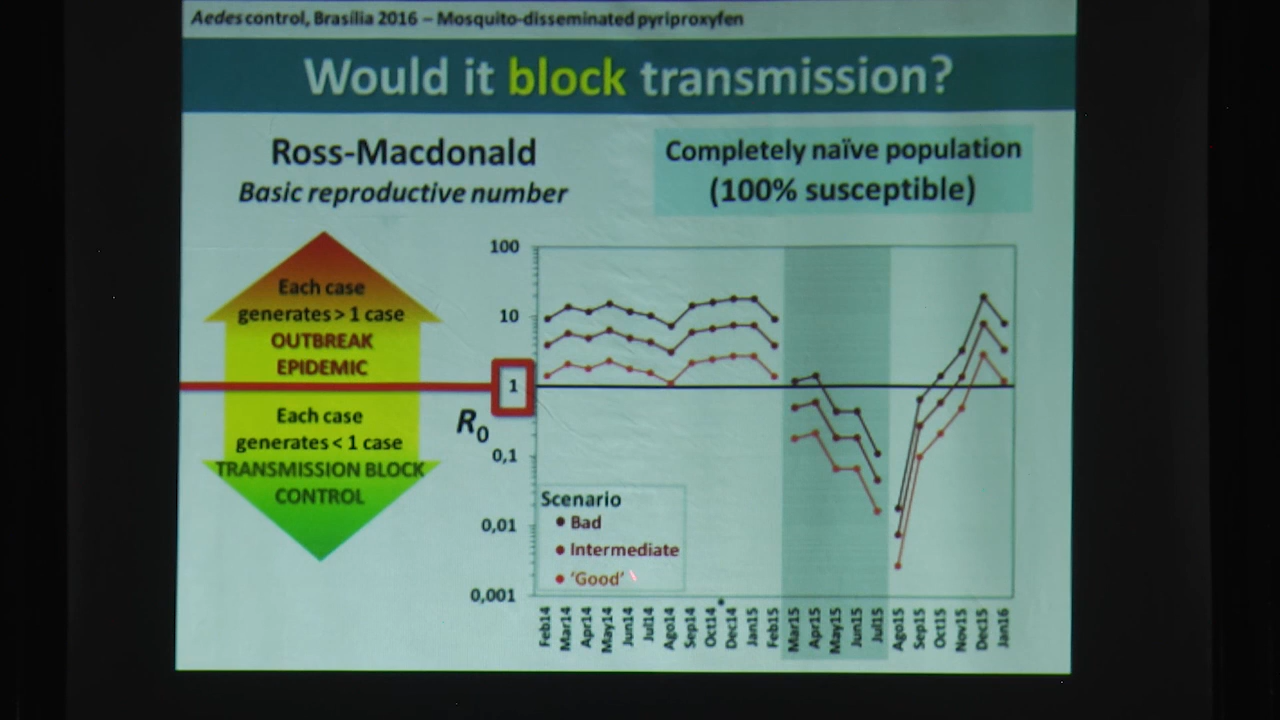 Aedes control, Brasília 2016 – Mosquito-disseminated pyriproxyfen
Would it block transmission?
Ross-Macdonald
Basic reproductive number
Completely naïve population
(100% susceptible)
Each case
generates > 1 case
OUTBREAK
EPIDEMIC
Each case
generates < 1 case
TRANSMISSION BLOCK
CONTROL
R0
100
10
1
0,1
0,01
0,001
Scenario
Bad
Intermediate
'Good'
Feb14
Mar14
Apr14
May14
Jun14
Jul14
Ago14
Sep14
Oct14
Dec14
Jan15
Feb15
Mar15
Apr15
May15
Jun15
Jul15
Ago15
Sep15
Oct15
Nov15
Dec15
Jan16